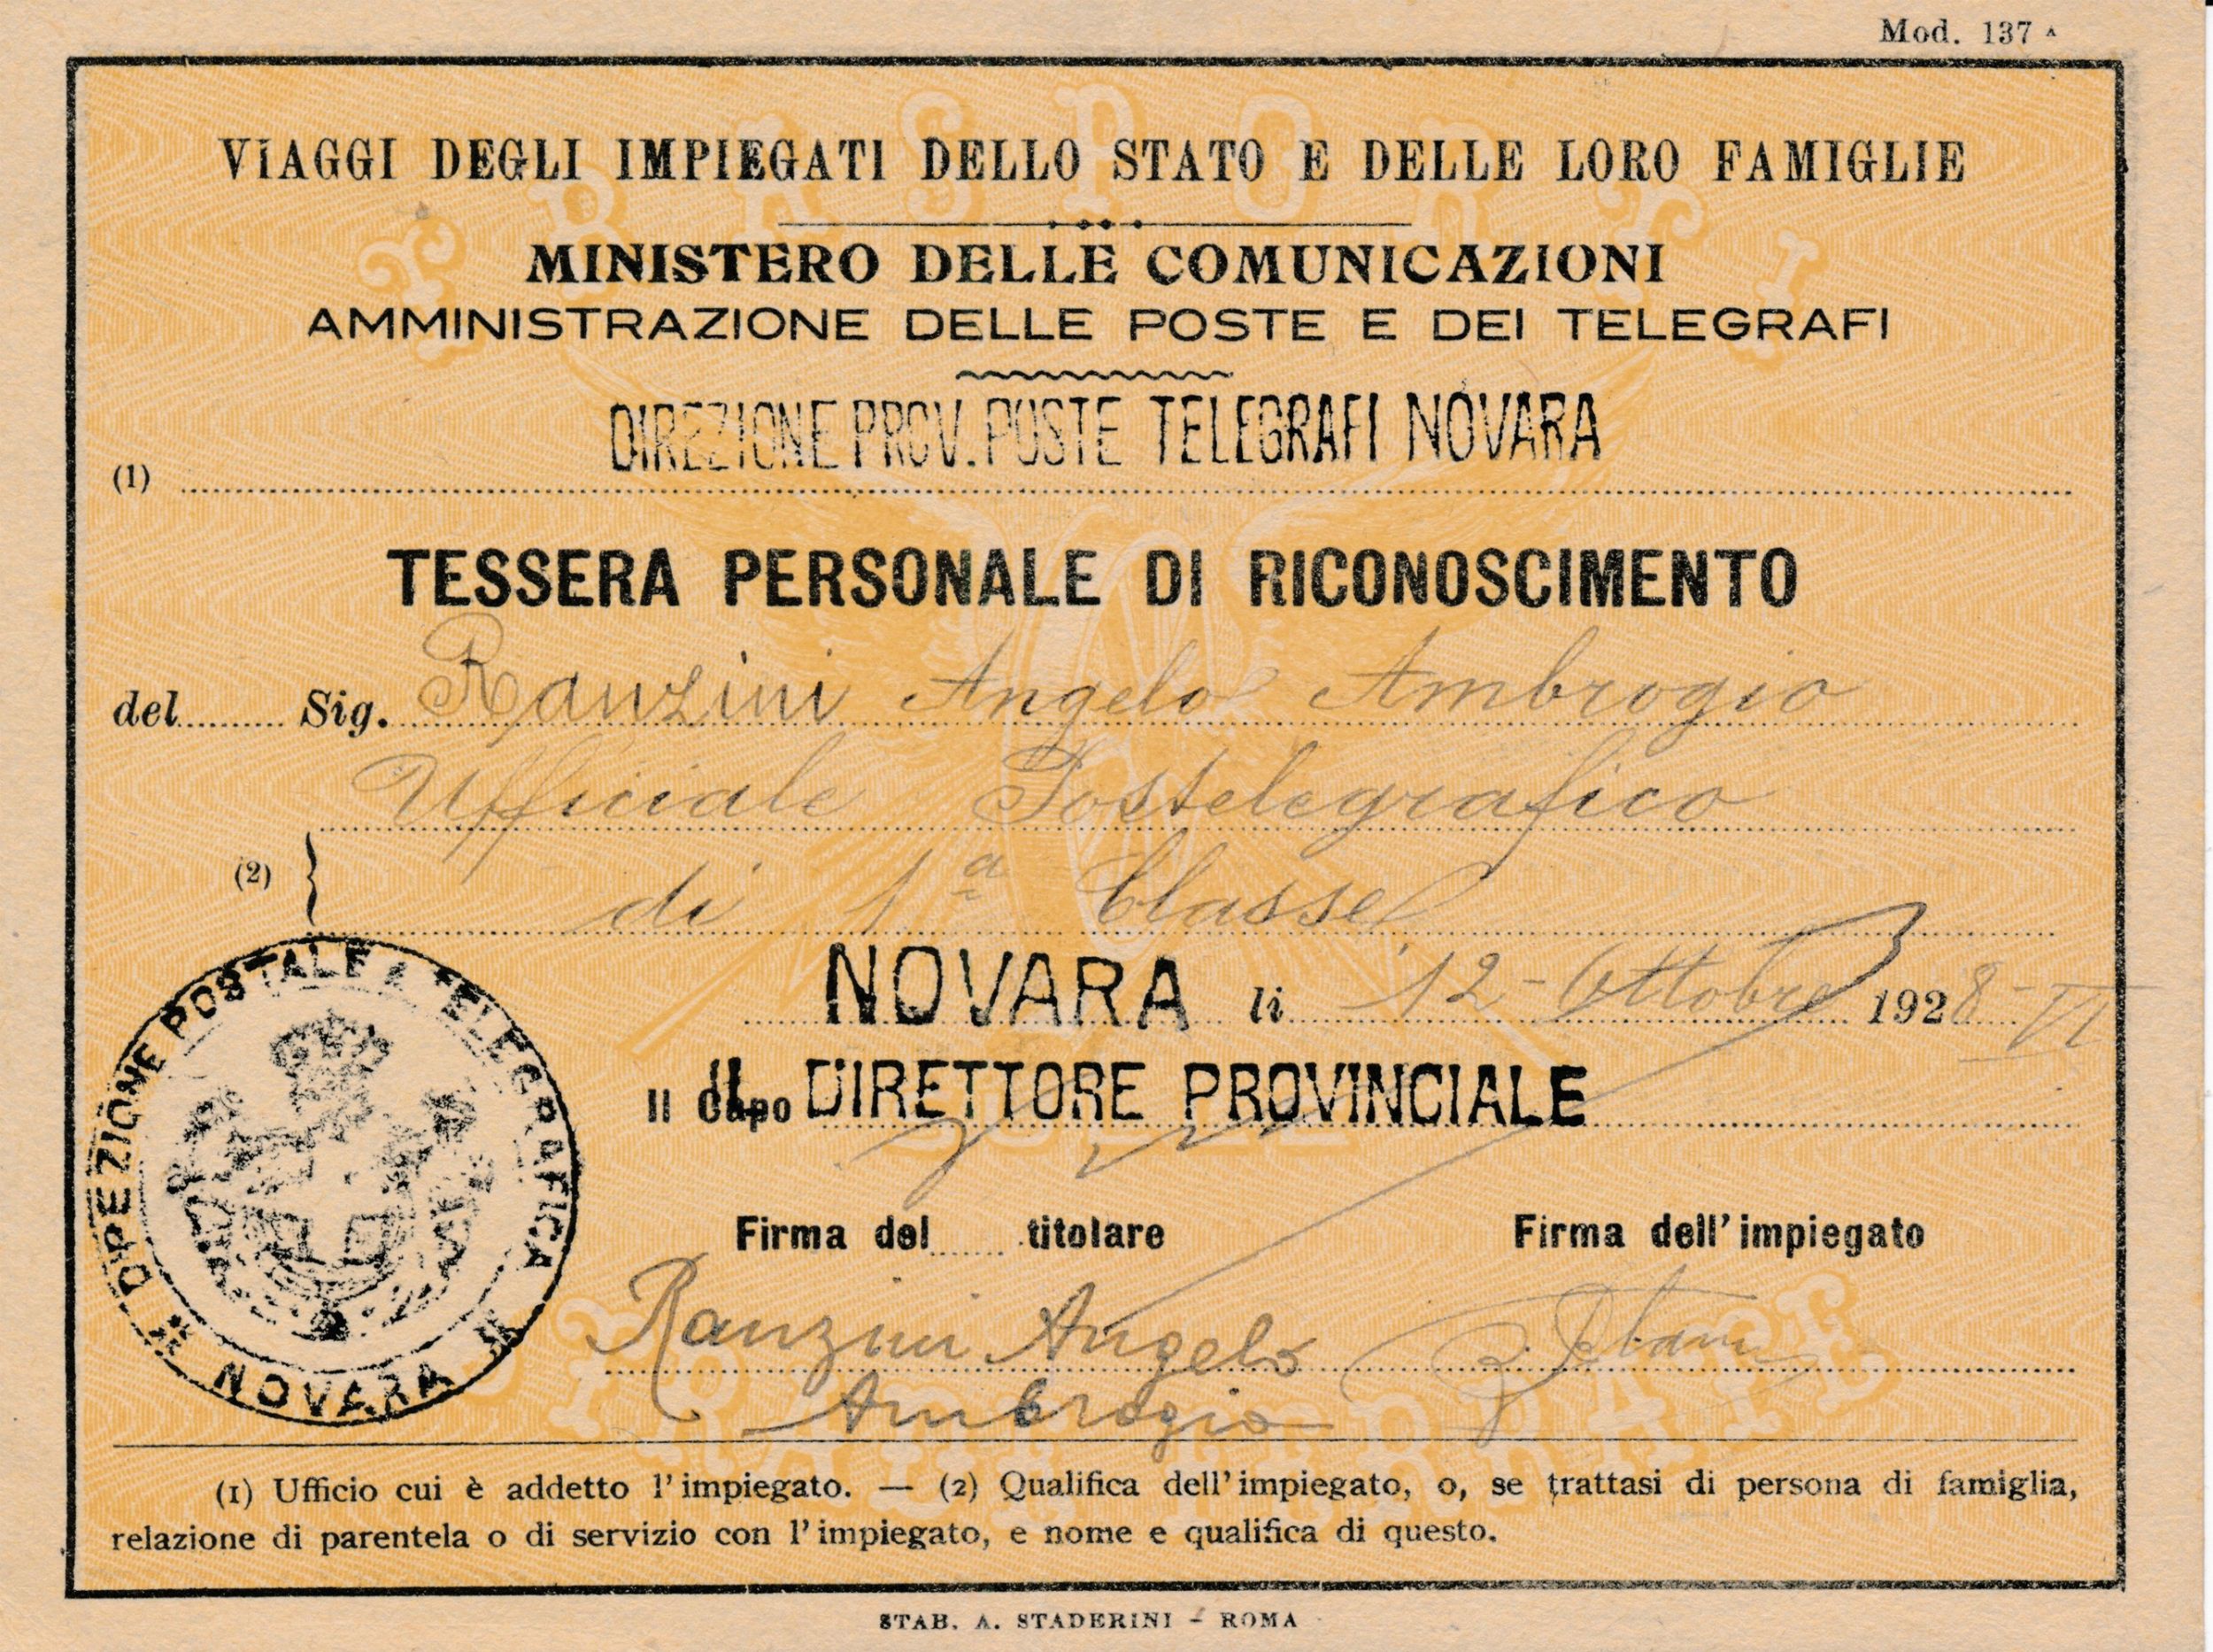 Mod. 137 A
VIAGGI DEGLI IMPIEGATI DELLO STATO E DELLE LORO FAMIGLIE
MINISTERO DELLE COMUNICAZIONI
AMMINISTRAZIONE DELLE POSTE E DEI TELEGRAFI
DIREZIONE PROV. POSTE TELEGRAFI NOVARA
(1)
TESSERA PERSONALE DI RICONOSCIMENTO
del Sig. Ranzini Angelo Ambrogio
Ufficiale Postelegrafico
(2)
di 1ª Classe
NOVARA li 12 - Ottobre 1928 - VI
Il Capo IL DIRETTORE PROVINCIALE
Firma del titolare Firma dell'impiegato
Ranzini Angelo
Ambrogio
POSTALE & TELEGRAFICA
NOVARA
(1) Ufficio cui è addetto l'impiegato. — (2) Qualifica dell'impiegato, o, se trattasi di persona di famiglia,
relazione di parentela o di servizio con l'impiegato, e nome e qualifica di questo.
STAB. A. STADERINI - ROMA